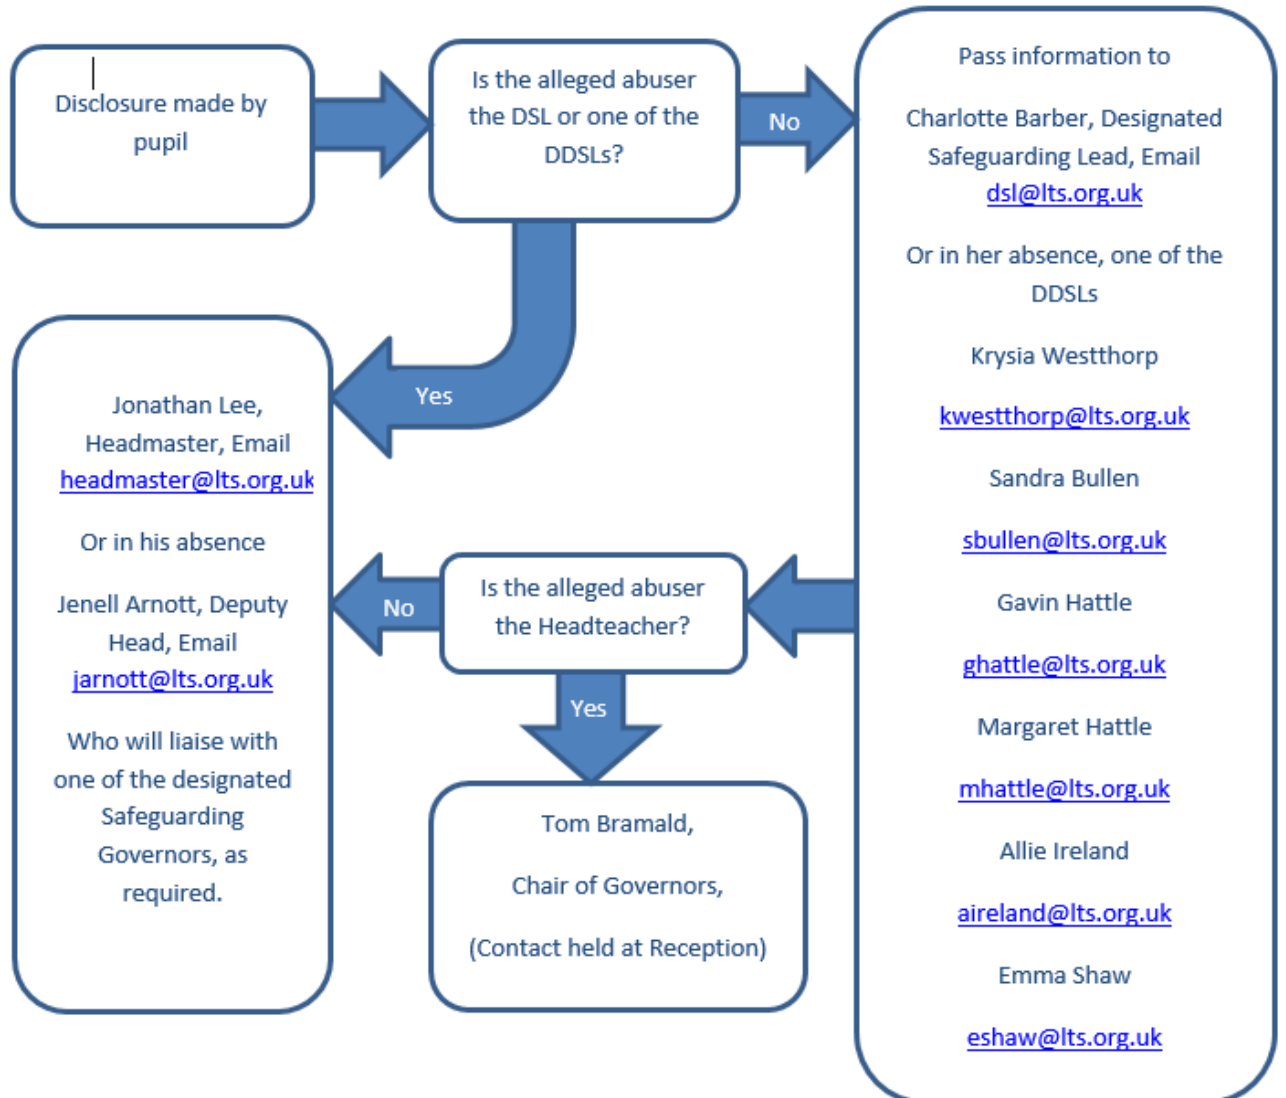 Disclosure made by
pupil
Is the alleged abuser
the DSL or one of the
DDSLs?
No
Pass information to
Charlotte Barber, Designated
Safeguarding Lead, Email
dsl@lts.org.uk
Or in her absence, one of the
DDSLs
Krysia Westthorp
kwestthorp@lts.org.uk
Sandra Bullen
sbullen@lts.org.uk
Gavin Hattle
ghattle@lts.org.uk
Margaret Hattle
mhattle@lts.org.uk
Allie Ireland
aireland@lts.org.uk
Emma Shaw
eshaw@lts.org.uk
Yes
Jonathan Lee,
Headmaster, Email
headmaster@lts.org.uk
Or in his absence
Jenell Arnott, Deputy
Head, Email
jarnott@lts.org.uk
Who will liaise with
one of the designated
Safeguarding
Governors, as
required.
Is the alleged abuser
the Headteacher?
No
Yes
Tom Bramald,
Chair of Governors,
(Contact held at Reception)